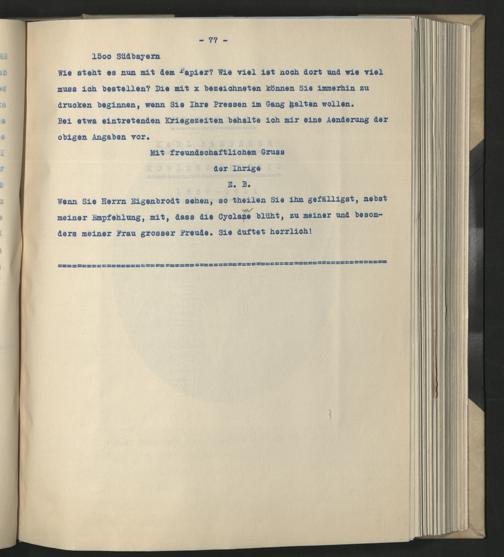 - 77 -
15oo Südbayern
Wie steht es nun mit dem Papier? Wie viel ist noch dort und wie viel
muss ich bestellen? Die mit x bezeichneten können Sie immerhin zu
drucken beginnen, wenn Sie Ihre Pressen im Gang halten wollen.
Bei etwa eintretenden Kriegszeiten behalte ich mir eine Aenderung der
obigen Angaben vor.
Mit freundschaftlichem Gruss
der Ihrige
Z. B.
Wenn Sie Herrn Eigenbrodt sehen, so theilen Sie ihm gefälligst, nebst
meiner Empfehlung, mit, dass die Cyclame blüht, zu meiner und beson-
ders meiner Frau grosser Freude. Sie duftet herrlich!